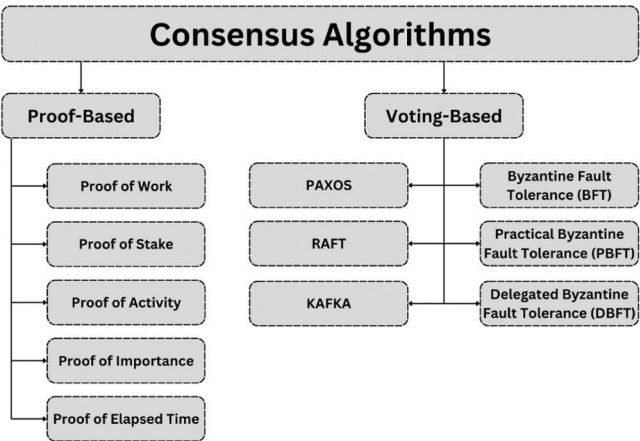 Consensus Algorithms
Proof-Based
Proof of Work
Proof of Stake
Proof of Activity
Proof of Importance
Proof of Elapsed Time
Voting-Based
PAXOS
RAFT
KAFKA
Byzantine Fault
Tolerance (BFT)
Practical Byzantine
Fault Tolerance (PBFT)
Delegated Byzantine
Fault Tolerance (DBFT)